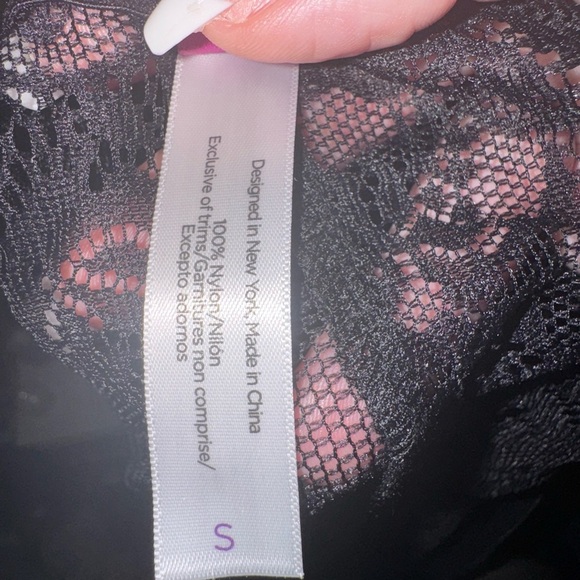 Designed in New York, Made in China
100% Nylon/Nilón
Exclusive of trims/Garnitures non comprise/
Excepto adornos
S